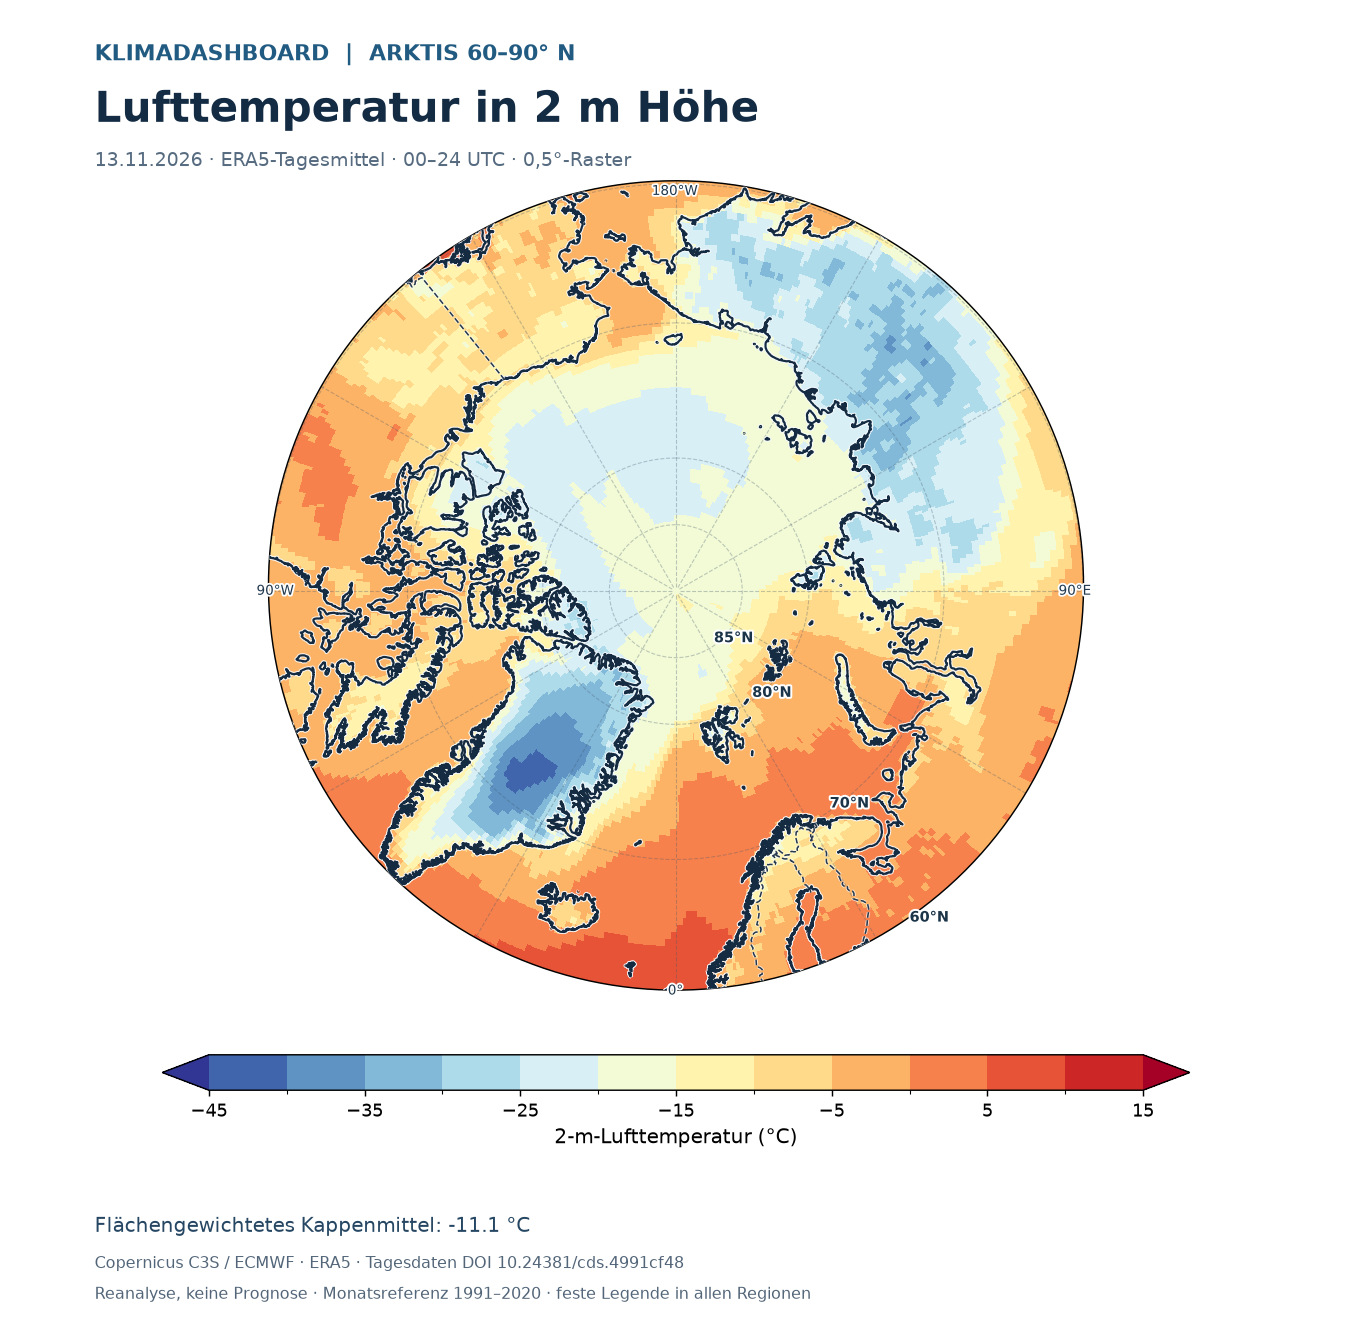 KLIMADASHBOARD | ARKTIS 60–90° N
Lufttemperatur in 2 m Höhe
13.11.2026 · ERA5-Tagesmittel · 00–24 UTC · 0,5°-Raster
180°W
90°W
90°E
85°N
80°N
70°N
60°N
0°
−45 −35 −25 −15 −5 5 15
2-m-Lufttemperatur (°C)
Flächengewichtetes Kappenmittel: -11.1 °C
Copernicus C3S / ECMWF · ERA5 · Tagesdaten DOI 10.24381/cds.4991cf48
Reanalyse, keine Prognose · Monatsreferenz 1991–2020 · feste Legende in allen Regionen